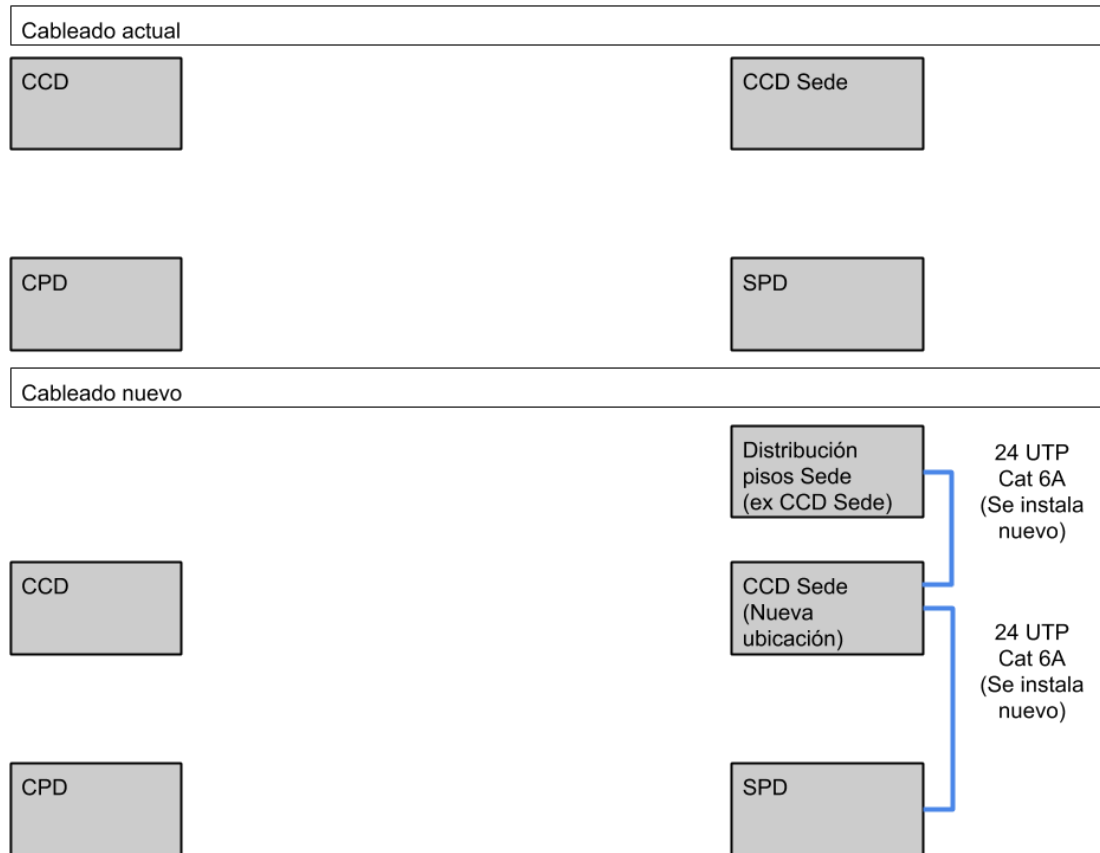 Cableado actual
CCD
CCD Sede
CPD
SPD
Cableado nuevo
Distribución
pisos Sede
(ex CCD Sede)
24 UTP
Cat 6A
(Se instala
nuevo)
CCD
CCD Sede
(Nueva
ubicación)
24 UTP
Cat 6A
(Se instala
nuevo)
CPD
SPD